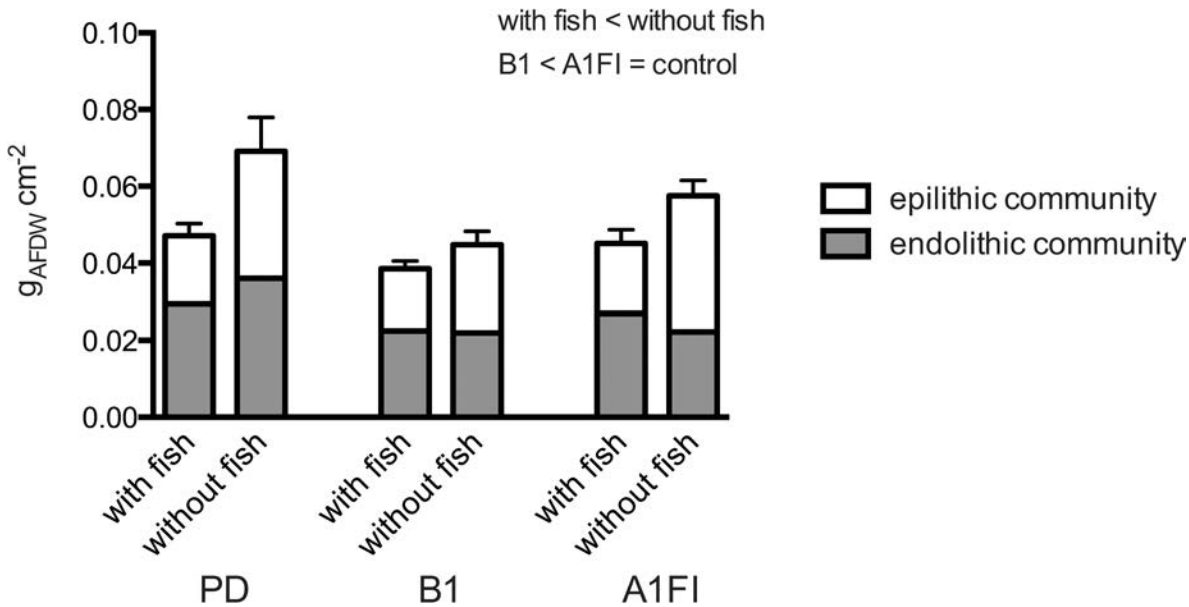 with fish < without fish
B1 < A1FI = control
0.10
0.08
0.06
0.04
0.02
0.00
gAFDW cm-2
epilithic community
endolithic community
with fish
without fish
with fish
without fish
with fish
without fish
PD
B1
A1FI